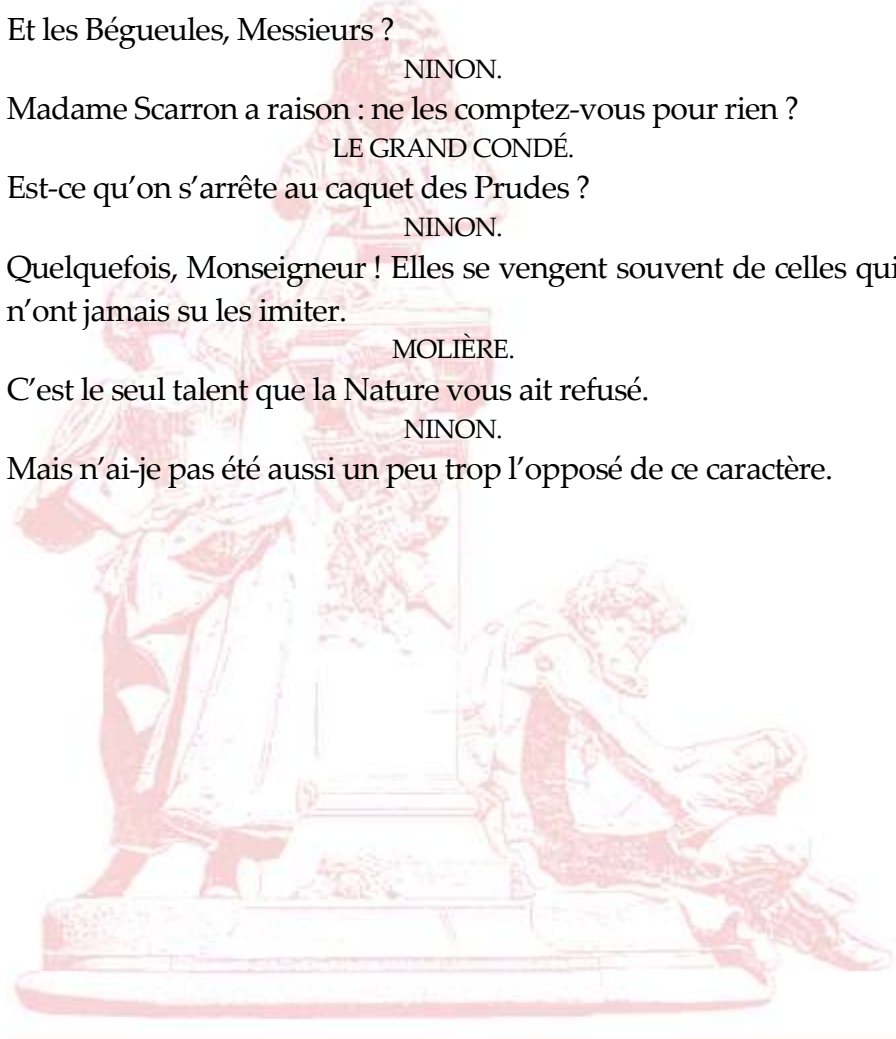 Et les Bégueules, Messieurs ?
NINON.
Madame Scarron a raison : ne les comptez-vous pour rien ?
LE GRAND CONDÉ.
Est-ce qu’on s’arrête au caquet des Prudes ?
NINON.
Quelquefois, Monseigneur ! Elles se vengent souvent de celles qui
n’ont jamais su les imiter.
MOLIÈRE.
C’est le seul talent que la Nature vous ait refusé.
NINON.
Mais n’ai-je pas été aussi un peu trop l’opposé de ce caractère.